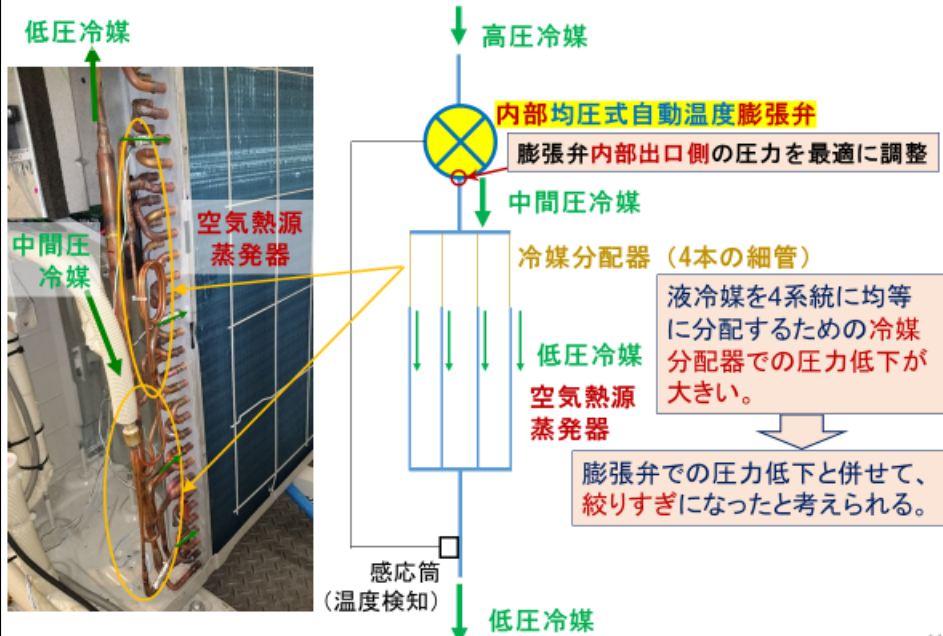 低圧冷媒
中間圧
冷媒
空気熱源
蒸発器
高圧冷媒
内部均圧式自動温度膨張弁
膨張弁内部出口側の圧力を最適に調整
中間圧冷媒
冷媒分配器（4本の細管）
液冷媒を4系統に均等
に分配するための冷媒
分配器での圧力低下が
大きい。
低圧冷媒
空気熱源
蒸発器
膨張弁での圧力低下と併せて、
絞りすぎになったと考えられる。
感応筒
（温度検知）
低圧冷媒